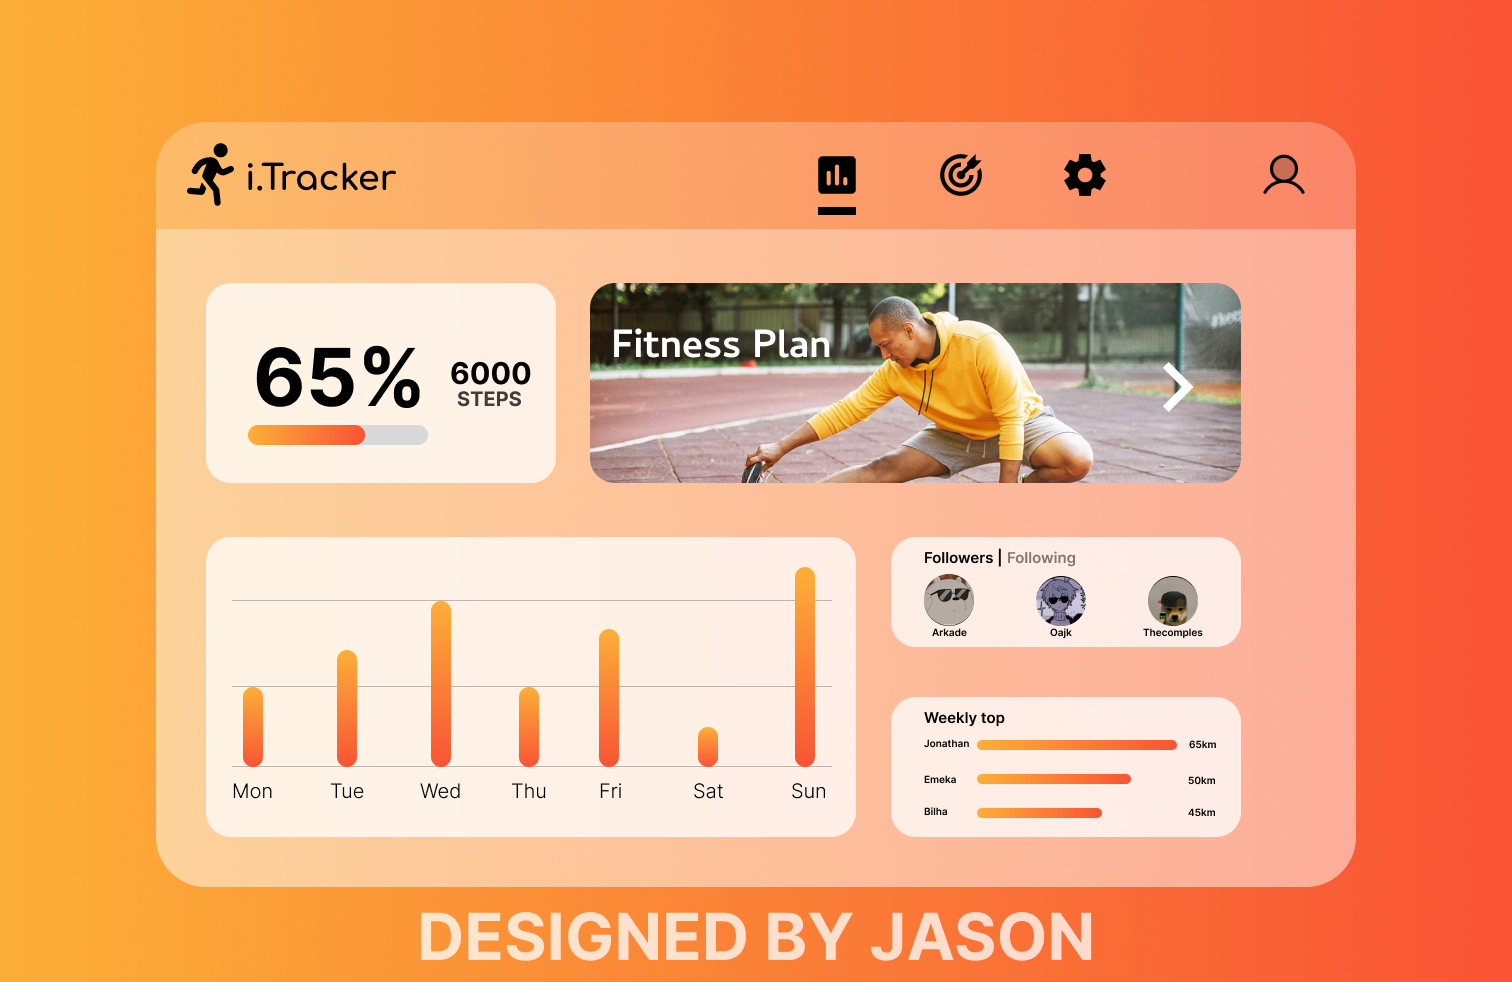 i.Tracker
65%
6000
STEPS
Fitness Plan
Mon Tue Wed Thu Fri Sat Sun
Followers | Following
Arkade Oajk Thecomples
Weekly top
Jonathan 65km
Emeka 50km
Bilha 45km
DESIGNED BY JASON